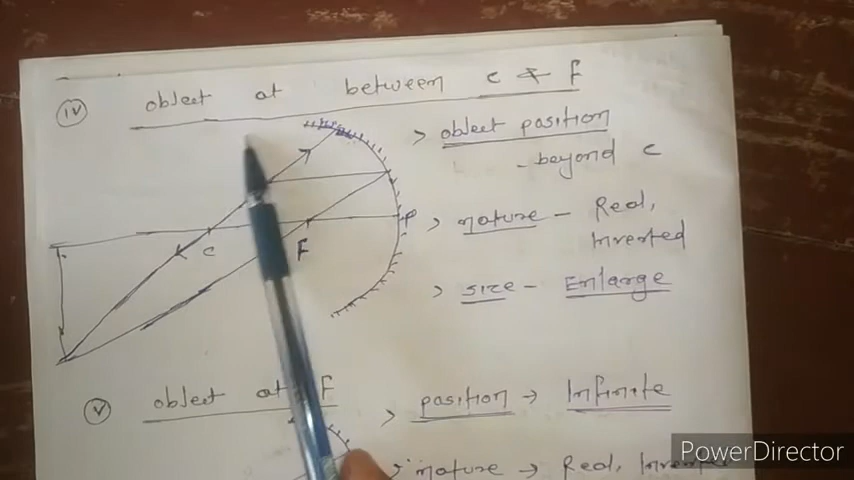 iv object at between c & F
> object position
- beyond c
> nature - Real,
Inverted
> size - Enlarge
C
F
P
v object at F
> position → Infinite
> nature → Real,
PowerDirector